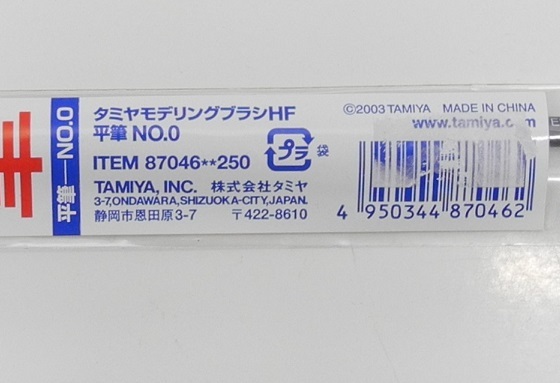 平筆 NO.0
タミヤモデリングブラシHF
平筆 NO.0
ITEM 87046**250
TAMIYA, INC. 株式会社タミヤ
3-7, ONDAWARA, SHIZUOKA-CITY, JAPAN.
静岡市恩田原3-7 〒422-8610
プラ 袋
©2003 TAMIYA MADE IN CHINA
www.tamiya.com
4 950344 870462